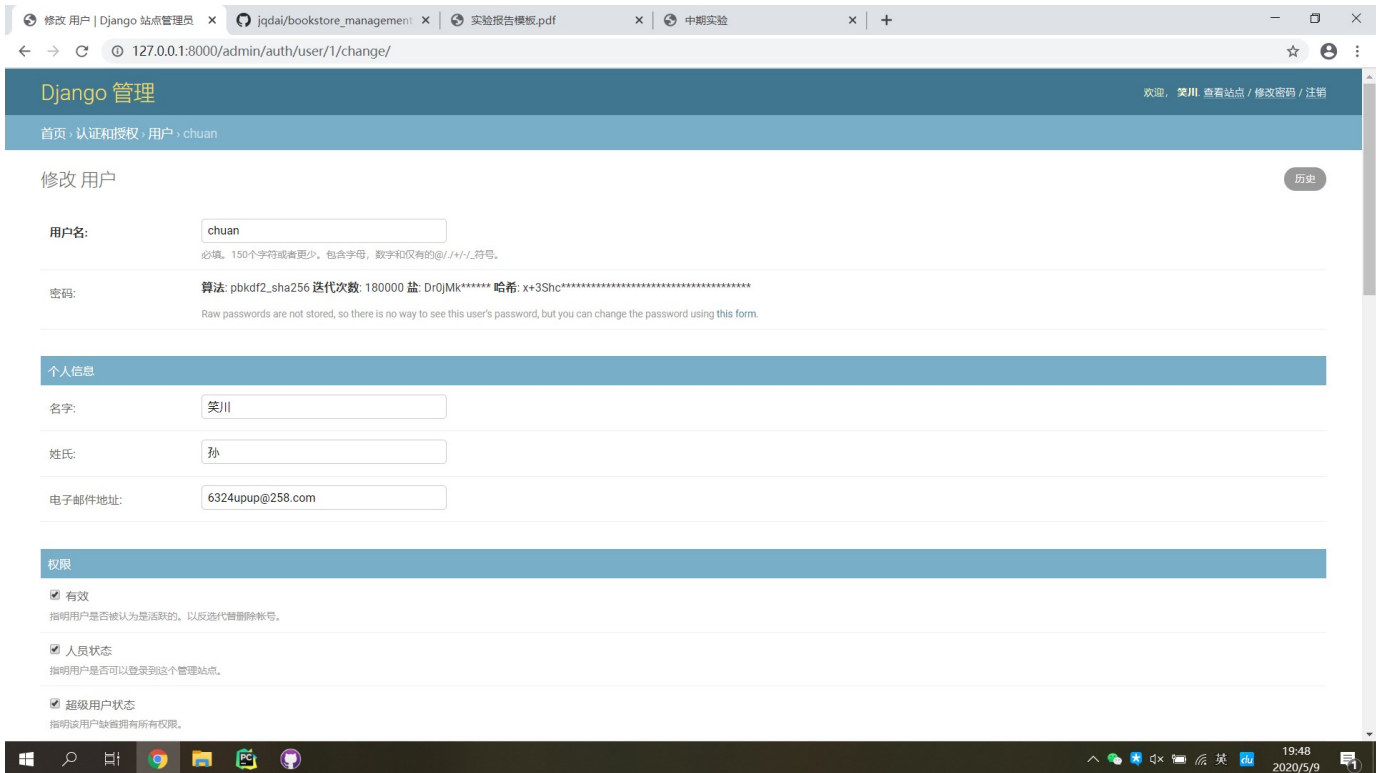 修改 用户 | Django 站点管理员
jqdai/bookstore_management
实验报告模板.pdf
中期实验
127.0.0.1:8000/admin/auth/user/1/change/
Django 管理
欢迎， 笑川. 查看站点 / 修改密码 / 注销
首页 › 认证和授权 › 用户 › chuan
修改 用户
历史
用户名:
chuan
必填。150个字符或者更少。包含字母，数字和仅有的@/./+/-/_符号。
密码:
算法: pbkdf2_sha256 迭代次数: 180000 盐: Dr0jMk****** 哈希: x+3Shc**************************************
Raw passwords are not stored, so there is no way to see this user's password, but you can change the password using this form.
个人信息
名字:
笑川
姓氏:
孙
电子邮件地址:
6324upup@258.com
权限
有效
指明用户是否被认为是活跃的。以反选代替删除帐号。
人员状态
指明用户是否可以登录到这个管理站点。
超级用户状态
指明该用户缺省拥有所有权限。
PC
英
du
19:48
2020/5/9
1